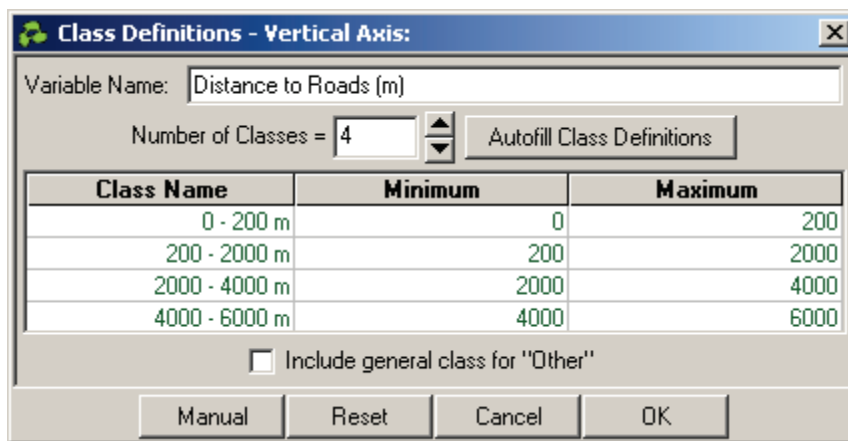 Class Definitions - Vertical Axis:
Variable Name: Distance to Roads (m)
Number of Classes = 4 Autofill Class Definitions
Class Name Minimum Maximum
0 - 200 m 0 200
200 - 2000 m 200 2000
2000 - 4000 m 2000 4000
4000 - 6000 m 4000 6000
Include general class for "Other"
Manual Reset Cancel OK